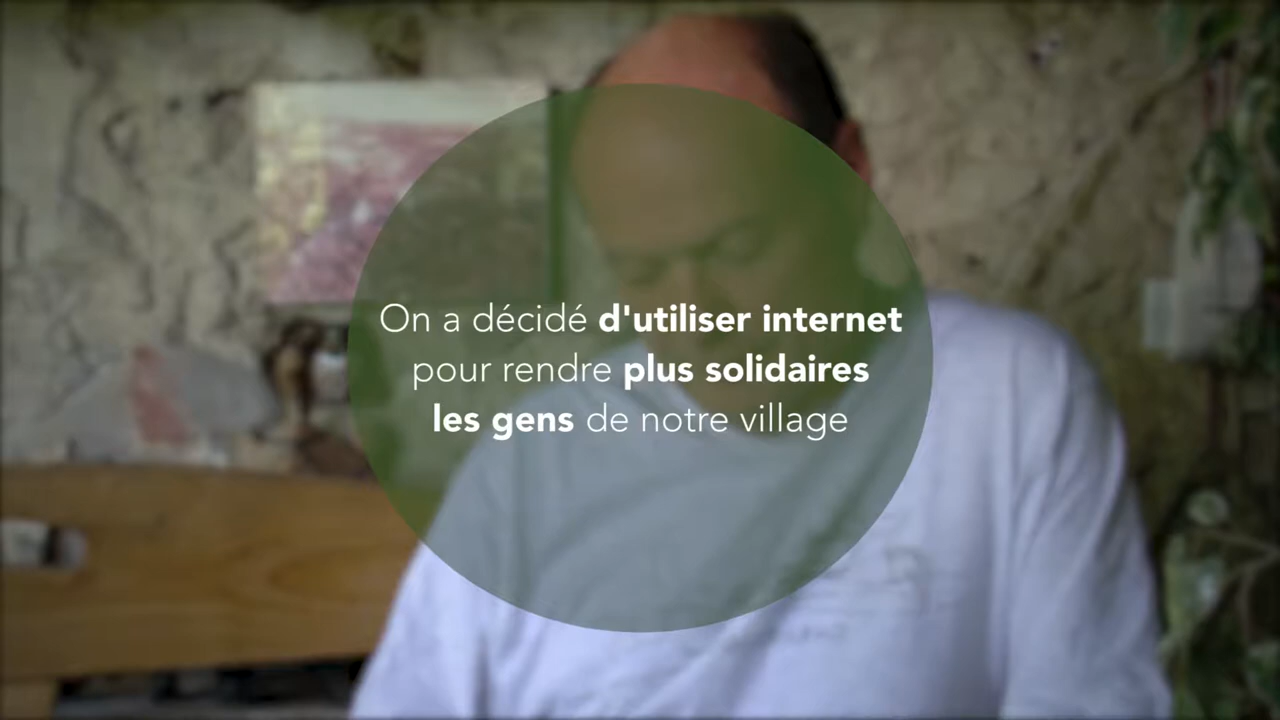 On a décidé d'utiliser internet
pour rendre plus solidaires
les gens de notre village